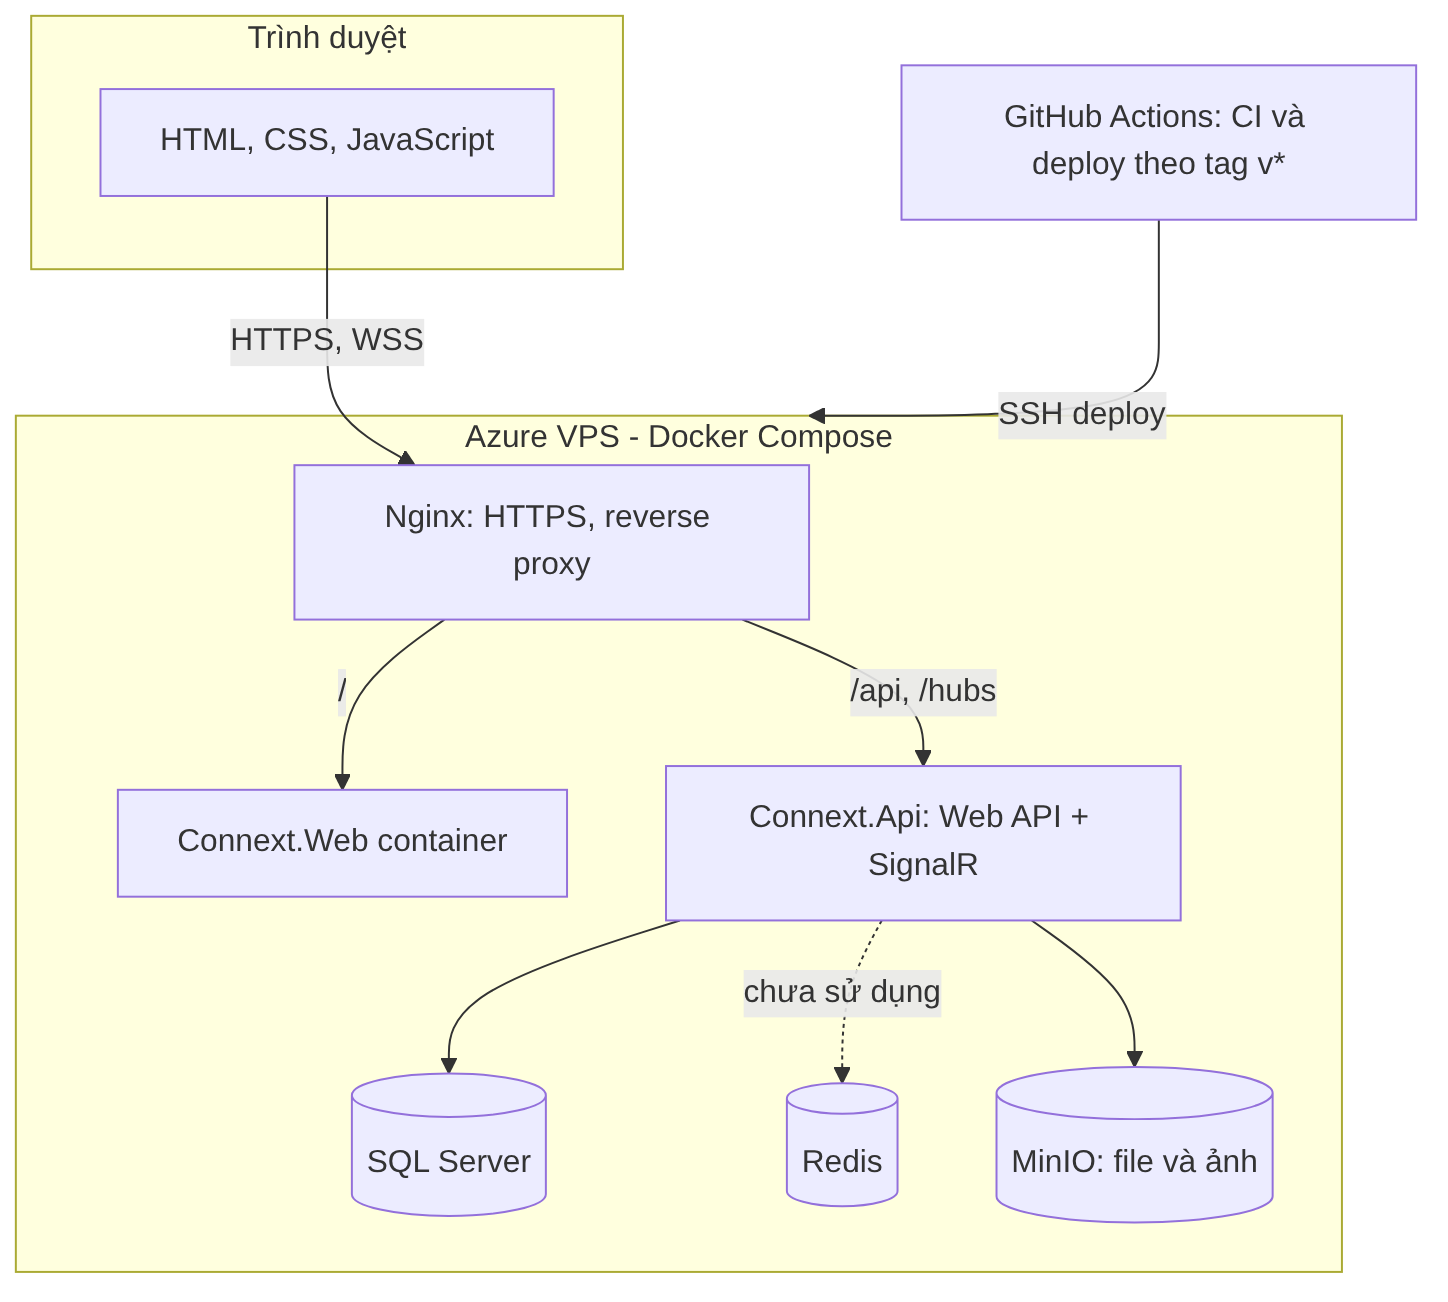 Trình duyệt
HTML, CSS, JavaScript
GitHub Actions: CI và
deploy theo tag v*
HTTPS, WSS
SSH deploy
Azure VPS - Docker Compose
Nginx: HTTPS, reverse
proxy
/
/api, /hubs
Connext.Web container
Connext.Api: Web API +
SignalR
chưa sử dụng
SQL Server
Redis
MinIO: file và ảnh